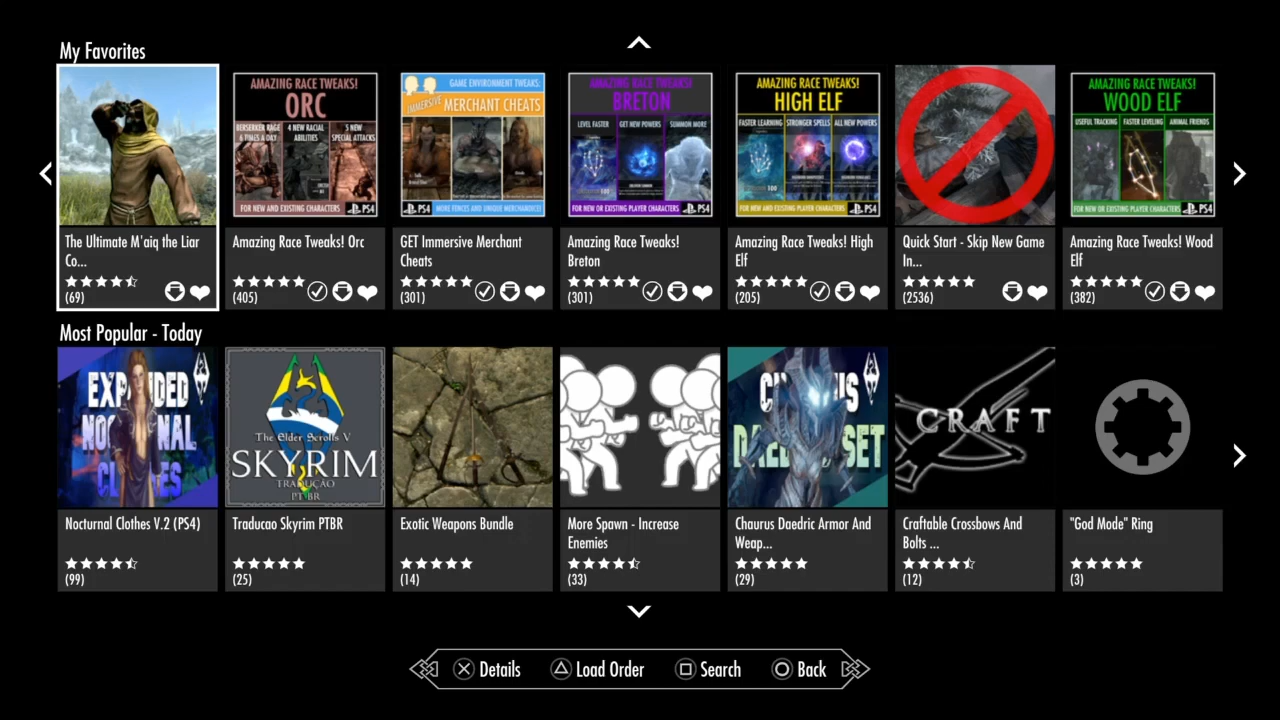 My Favorites
AMAZING RACE TWEAKS!
ORC
BERSERKER RAGE
6 TIMES A DAY
4 NEW RACIAL
ABILITIES
5 NEW
SPECIAL ATTACKS
FOR NEW AND EXISTING CHARACTERS
PS4
GAME ENVIRONMENT TWEAKS:
IMMERSIVE MERCHANT CHEATS
PS4
MORE FENCES AND UNIQUE MERCHANDISE!
AMAZING RACE TWEAKS!
BRETON
LEVEL FASTER
GET NEW POWERS
SUMMON MORE
100
FOR NEW OR EXISTING PLAYER CHARACTERS
PS4
AMAZING RACE TWEAKS!
HIGH ELF
FASTER LEARNING
STRONGER SPELLS
ALL NEW POWERS
100
FOR NEW AND EXISTING PLAYER CHARACTERS
AMAZING RACE TWEAKS!
WOOD ELF
USEFUL TRACKING
FASTER LEVELING
ANIMAL FRIENDS
FOR NEW OR EXISTING PLAYER CHARACTERS
PS4
The Ultimate M'aiq the Liar
Co...
(69)
Amazing Race Tweaks! Orc
(405)
GET Immersive Merchant
Cheats
(301)
Amazing Race Tweaks!
Breton
(301)
Amazing Race Tweaks! High
Elf
(205)
Quick Start - Skip New Game
In...
(2536)
Amazing Race Tweaks! Wood
Elf
(382)
Most Popular - Today
The Elder Scrolls V
SKYRIM
TRADUÇAO
PT BR
CRAFT
Nocturnal Clothes V.2 (PS4)
(99)
Traducao Skyrim PTBR
(25)
Exotic Weapons Bundle
(14)
More Spawn - Increase
Enemies
(33)
Chaurus Daedric Armor And
Weap...
(29)
Craftable Crossbows And
Bolts ...
(12)
"God Mode" Ring
(3)
Details
Load Order
Search
Back